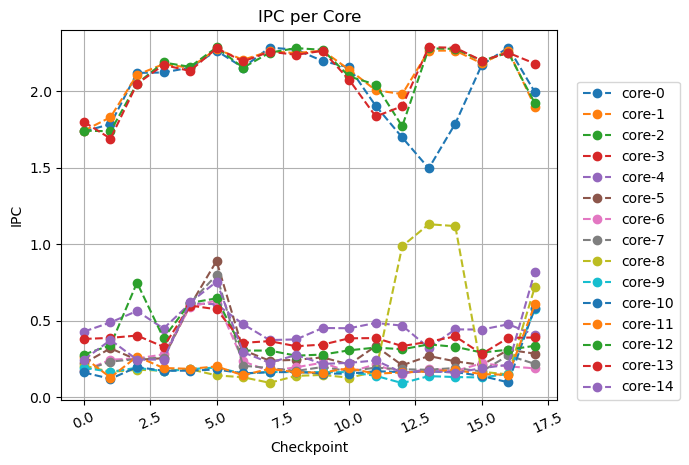 IPC per Core
IPC
2.0
1.5
1.0
0.5
0.0
0.0
2.5
5.0
7.5
10.0
12.5
15.0
17.5
Checkpoint
core-0
core-1
core-2
core-3
core-4
core-5
core-6
core-7
core-8
core-9
core-10
core-11
core-12
core-13
core-14